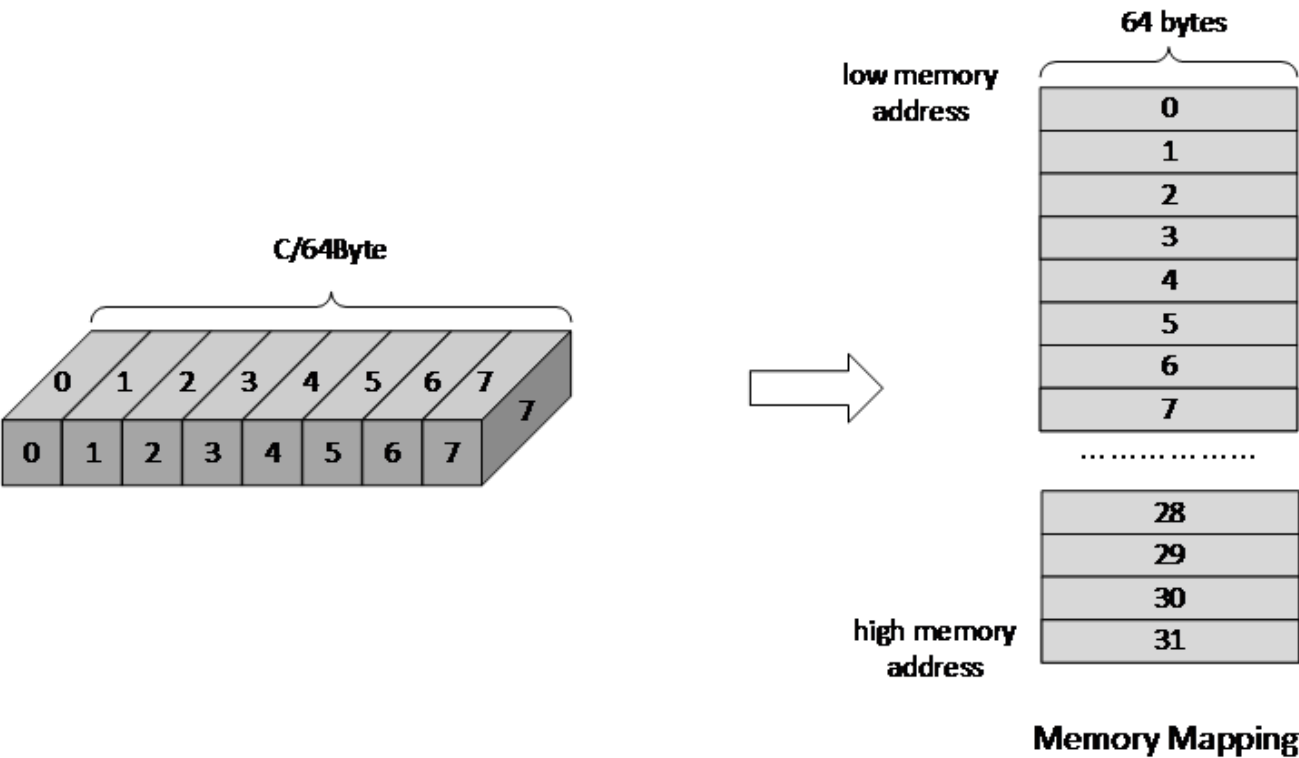 64 bytes
low memory
address
0
1
2
3
4
5
6
7
………………
28
29
30
31
high memory
address
Memory Mapping
C/64Byte
0 1 2 3 4 5 6 7
7
0 1 2 3 4 5 6 7